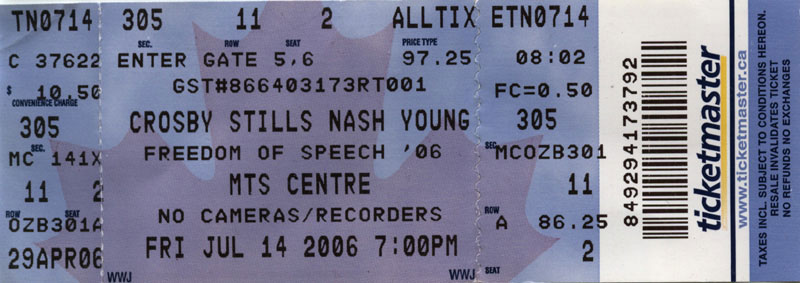 TN0714 305 11 2 ALLTIX ETN0714
SEC. ROW SEAT PRICE TYPE
C 37622 ENTER GATE 5,6 97.25 08:02
GST#866403173RT001
$ 10.50 FC=0.50
CONVENIENCE CHARGE
305 CROSBY STILLS NASH YOUNG 305
SEC. SEC.
MC 141X FREEDOM OF SPEECH '06 MCOZB301
11 2 MTS CENTRE 11
ROW SEAT ROW
OZB301A NO CAMERAS/RECORDERS A 86.25
29APR06 FRI JUL 14 2006 7:00PM 2
WWJ WWJ SEAT
849294173792
ticketmaster
www.ticketmaster.ca
TAXES INCL. SUBJECT TO CONDITIONS HEREON.
RESALE INVALIDATES TICKET
NO REFUNDS NO EXCHANGES